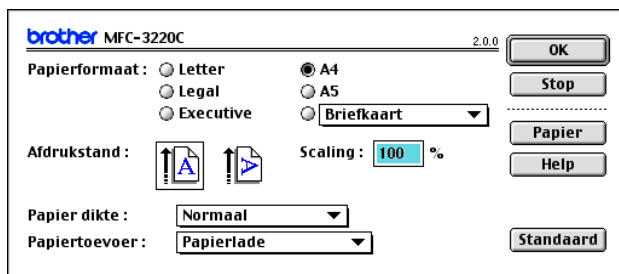 brother MFC-3220C 2.0.0
OK
Papierformaat: Letter A4
Stop
Legal A5
Executive Briefkaart
Papier
Afdrukstand: A A Scaling: 100 %
Help
Papier dikte: Normaal
Papiertoevoer: Papierlade Standaard